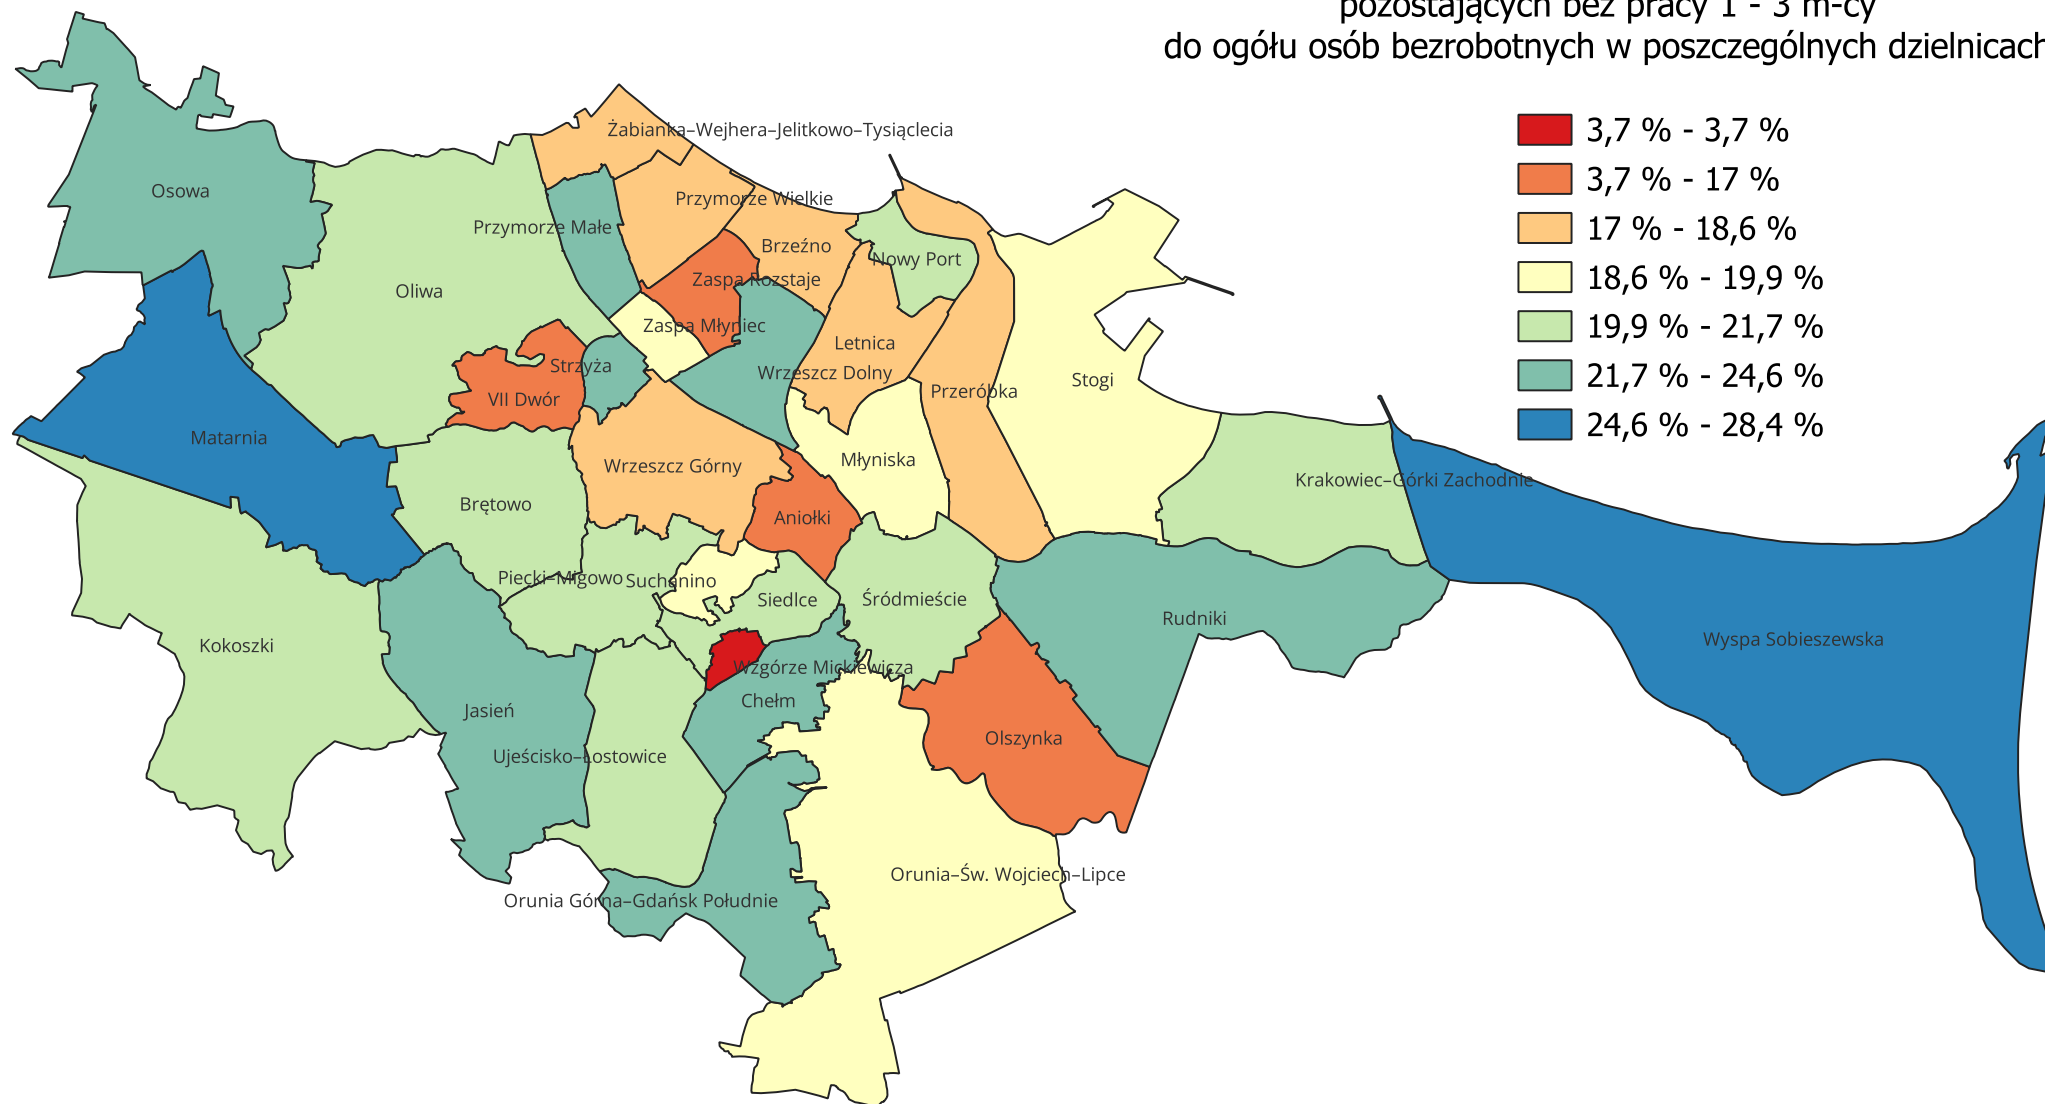 pozostających bez pracy 1 - 3 m-cy
do ogółu osób bezrobotnych w poszczególnych dzielnicach
3,7 % - 3,7 %
3,7 % - 17 %
17 % - 18,6 %
18,6 % - 19,9 %
19,9 % - 21,7 %
21,7 % - 24,6 %
24,6 % - 28,4 %
Żabianka–Wejhera–Jelitkowo–Tysiąclecia
Osowa
Przymorze Wielkie
Przymorze Małe
Brzeźno
Nowy Port
Zaspa Rozstaje
Oliwa
Zaspa Młyniec
Letnica
Strzyża
Wrzeszcz Dolny
Stogi
Przeróbka
VII Dwór
Matarnia
Młyniska
Wrzeszcz Górny
Krakowiec–Górki Zachodnie
Brętowo
Aniołki
Piecki–Migowo
Suchanino
Siedlce
Śródmieście
Rudniki
Wyspa Sobieszewska
Kokoszki
Wzgórze Mickiewicza
Chełm
Jasień
Olszynka
Ujeścisko–Łostowice
Orunia–Św. Wojciech–Lipce
Orunia Górna–Gdańsk Południe